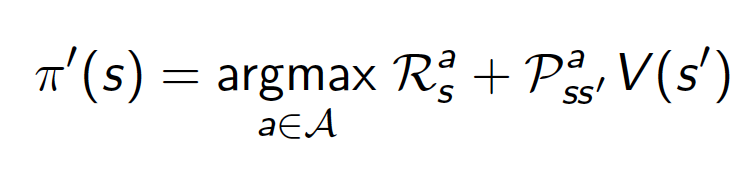 π′(s) = argmax R^a_s + P^a_{ss′} V(s′)
a∈A